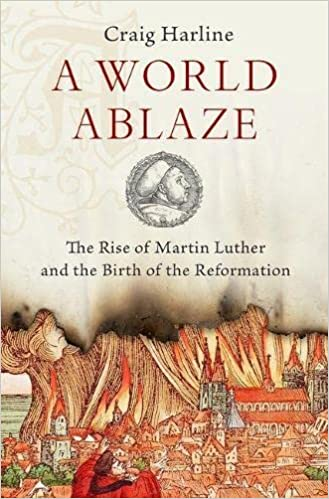 Craig Harline
A WORLD
ABLAZE
The Rise of Martin Luther
and the Birth of the Reformation